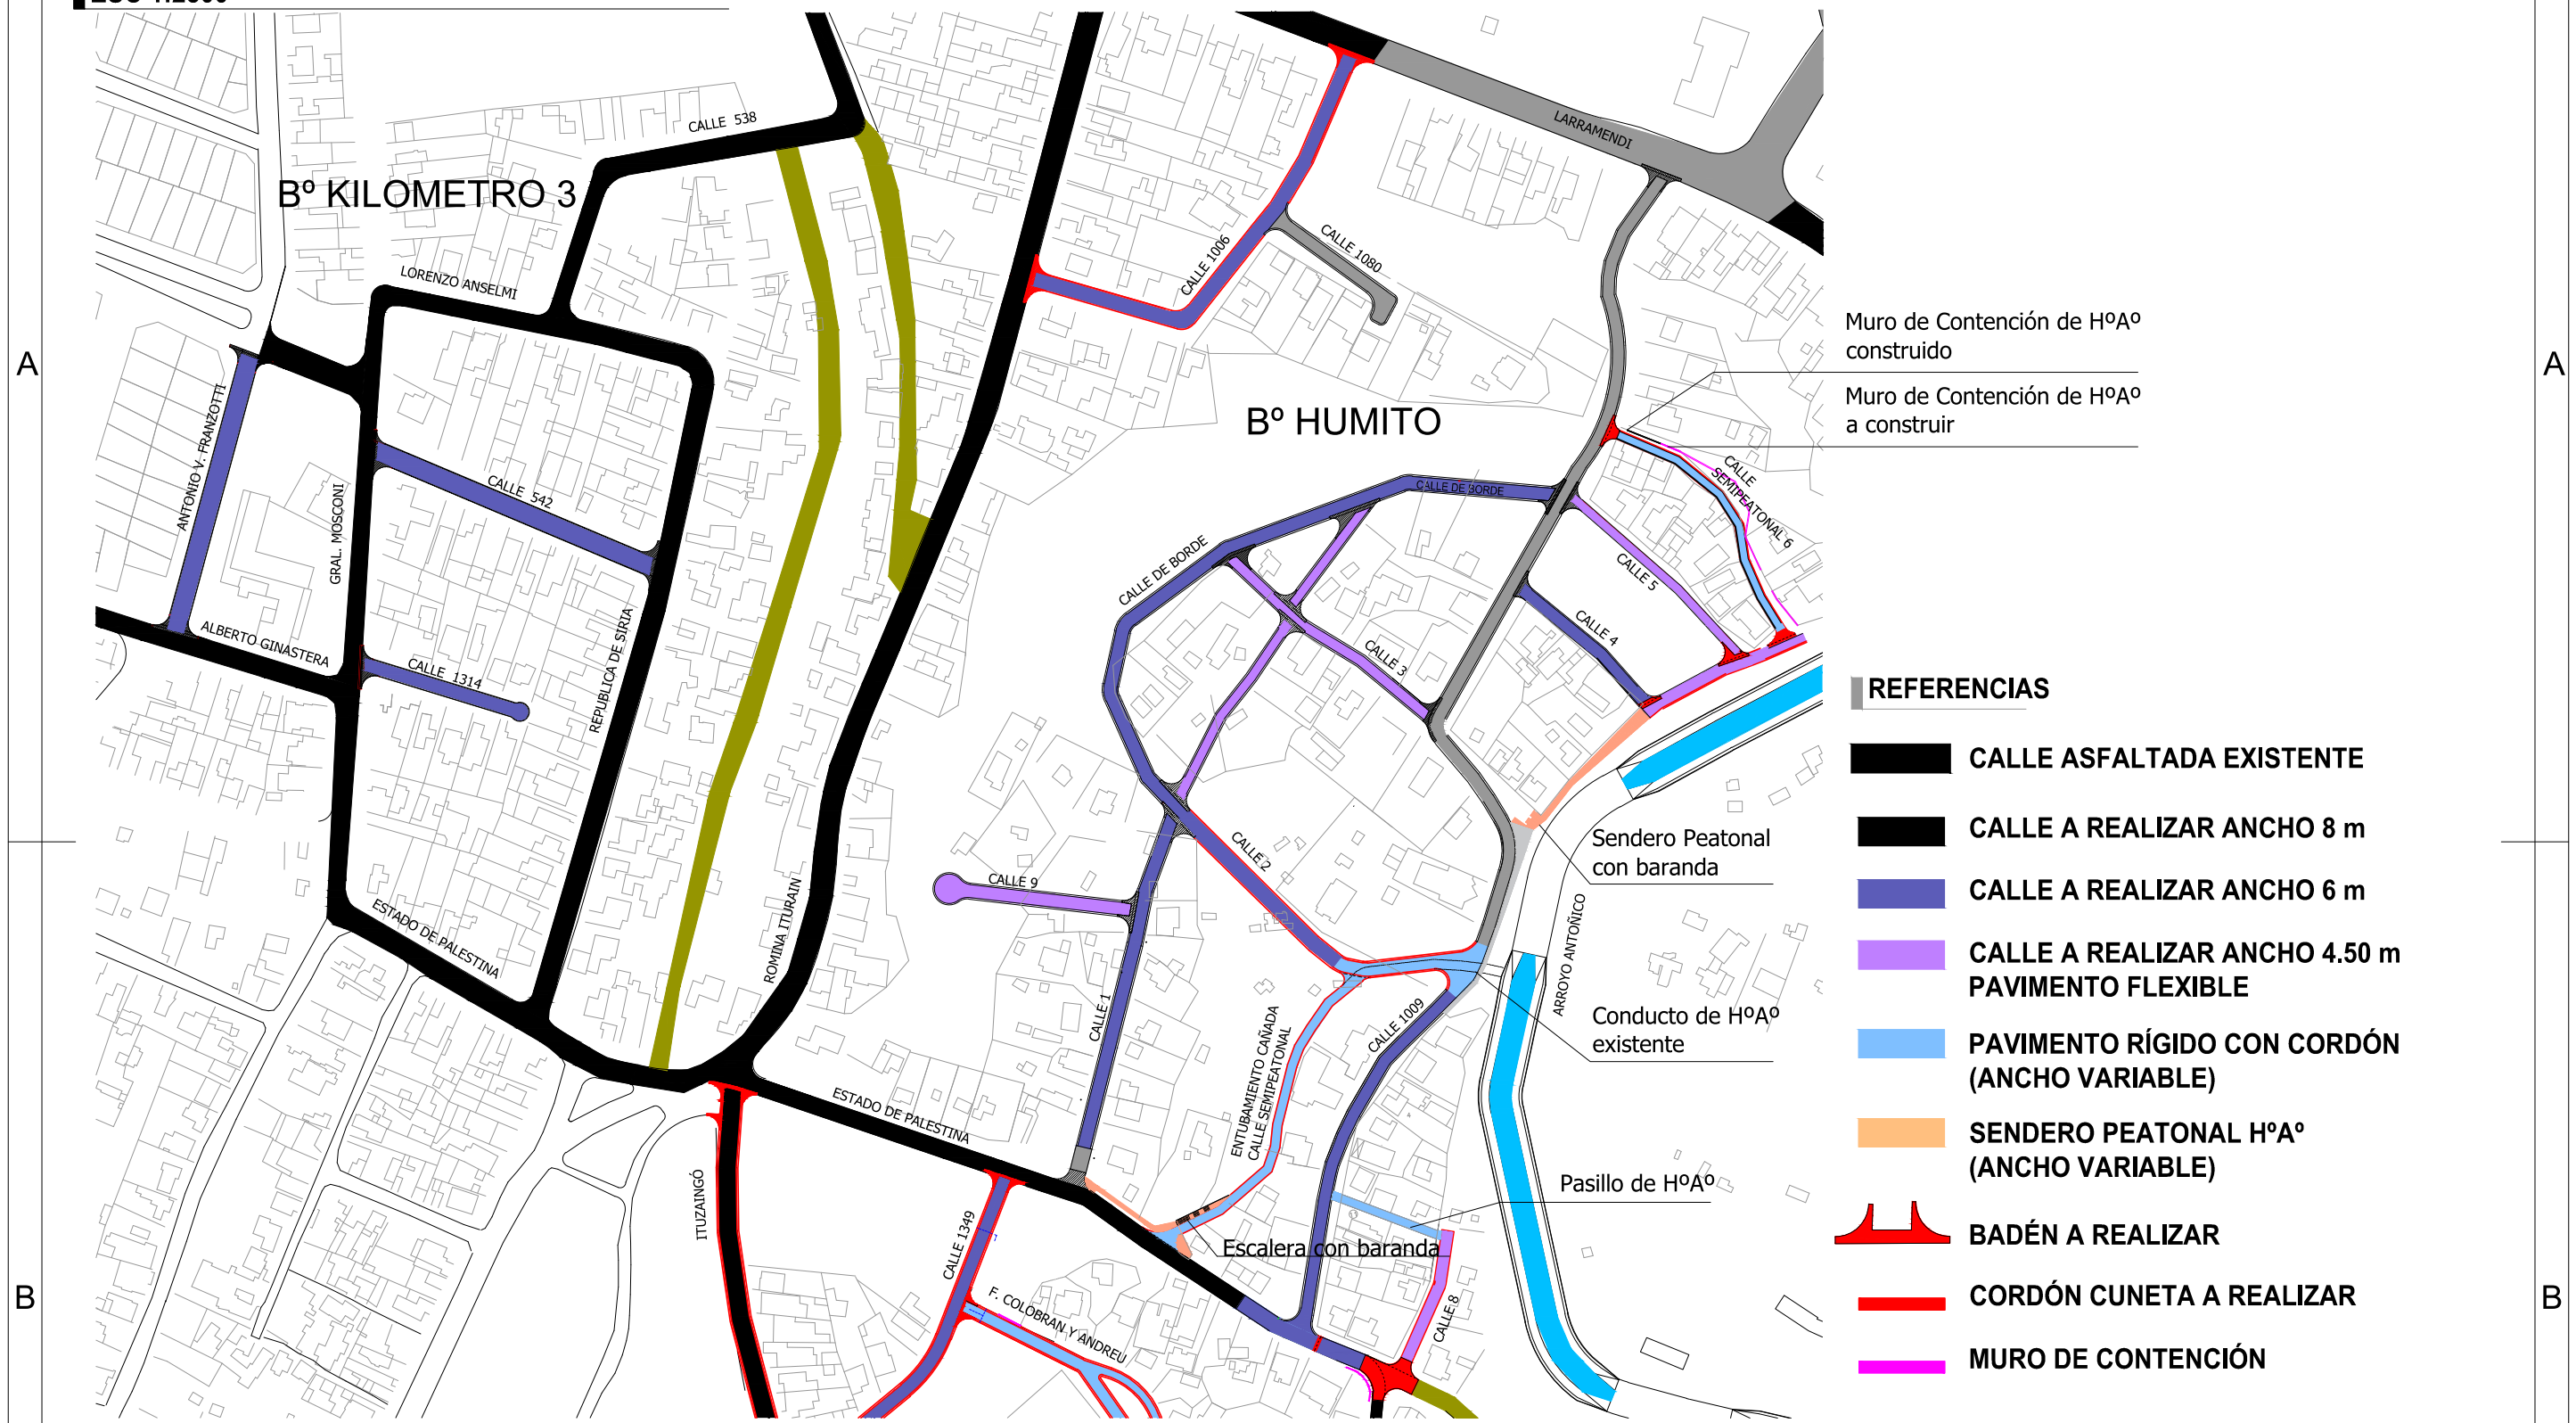 CALLE 538
Bº KILOMETRO 3
LORENZO ANSELMI
ANTONIO V. FRANZOTTI
GRAL. MOSCONI
CALLE 542
ALBERTO GINASTERA
CALLE 1314
REPUBLICA DE SIRIA
ESTADO DE PALESTINA
ROMINA ITURAIN
LARRAMENDI
CALLE 1006
CALLE 1080
Bº HUMITO
CALLE DE BORDE
CALLE DE BORDE
CALLE
SEMIPEATONAL 6
CALLE 5
CALLE 4
CALLE 3
CALLE 2
CALLE 9
CALLE 1
CALLE 1009
ENTUBAMIENTO CAÑADA
CALLE SEMIPEATONAL
ARROYO ANTOÑICO
ESTADO DE PALESTINA
ITUZAINGÓ
CALLE 1349
F. COLOBRAN Y ANDREU
CALLE 8
Muro de Contención de HºAº
construido
Muro de Contención de HºAº
a construir
Sendero Peatonal
con baranda
Conducto de HºAº
existente
Pasillo de HºAº
Escalera con baranda
A
A
B
B
REFERENCIAS
CALLE ASFALTADA EXISTENTE
CALLE A REALIZAR ANCHO 8 m
CALLE A REALIZAR ANCHO 6 m
CALLE A REALIZAR ANCHO 4.50 m
PAVIMENTO FLEXIBLE
PAVIMENTO RÍGIDO CON CORDÓN
(ANCHO VARIABLE)
SENDERO PEATONAL HºAº
(ANCHO VARIABLE)
BADÉN A REALIZAR
CORDÓN CUNETA A REALIZAR
MURO DE CONTENCIÓN